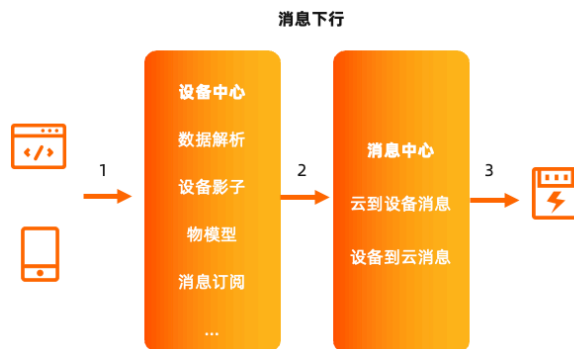 消息下行
</>
1
设备中心
数据解析
设备影子
物模型
消息订阅
...
2
消息中心
云到设备消息
设备到云消息
3